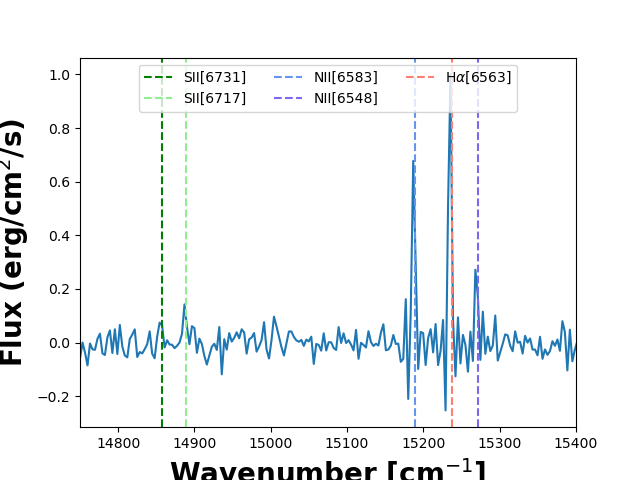 SII[6731] NII[6583] Hα[6563]
SII[6717] NII[6548]
1.0
0.8
0.6
0.4
0.2
0.0
−0.2
Flux (erg/cm²/s)
14800 14900 15000 15100 15200 15300 15400
Wavenumber [cm⁻¹]